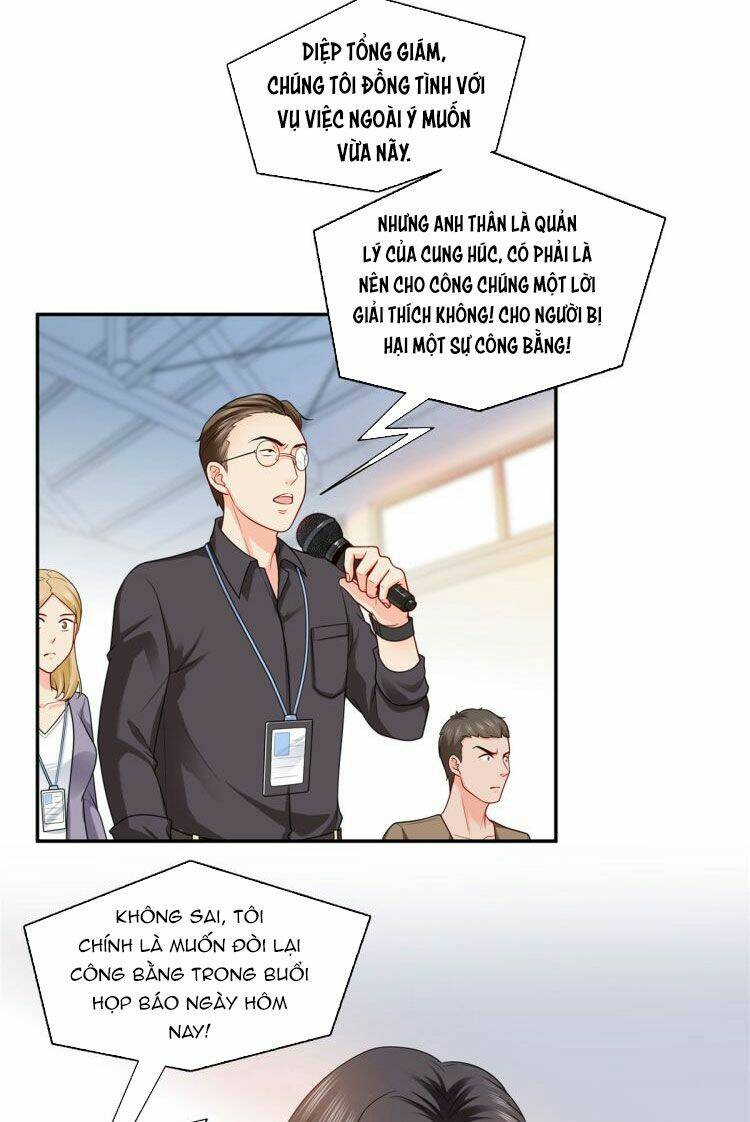 DIỆP TỔNG GIÁM,
CHÚNG TÔI ĐỒNG TÌNH VỚI
VỤ VIỆC NGOÀI Ý MUỐN
VỪA NÃY.
NHƯNG ANH THÂN LÀ QUẢN
LÝ CỦA CUNG HÚC, CÓ PHẢI LÀ
NÊN CHO CÔNG CHÚNG MỘT LỜI
GIẢI THÍCH KHÔNG! CHO NGƯỜI BỊ
HẠI MỘT SỰ CÔNG BẰNG!
KHÔNG SAI, TÔI
CHÍNH LÀ MUỐN ĐÒI LẠI
CÔNG BẰNG TRONG BUỔI
HỌP BÁO NGÀY HÔM
NAY!